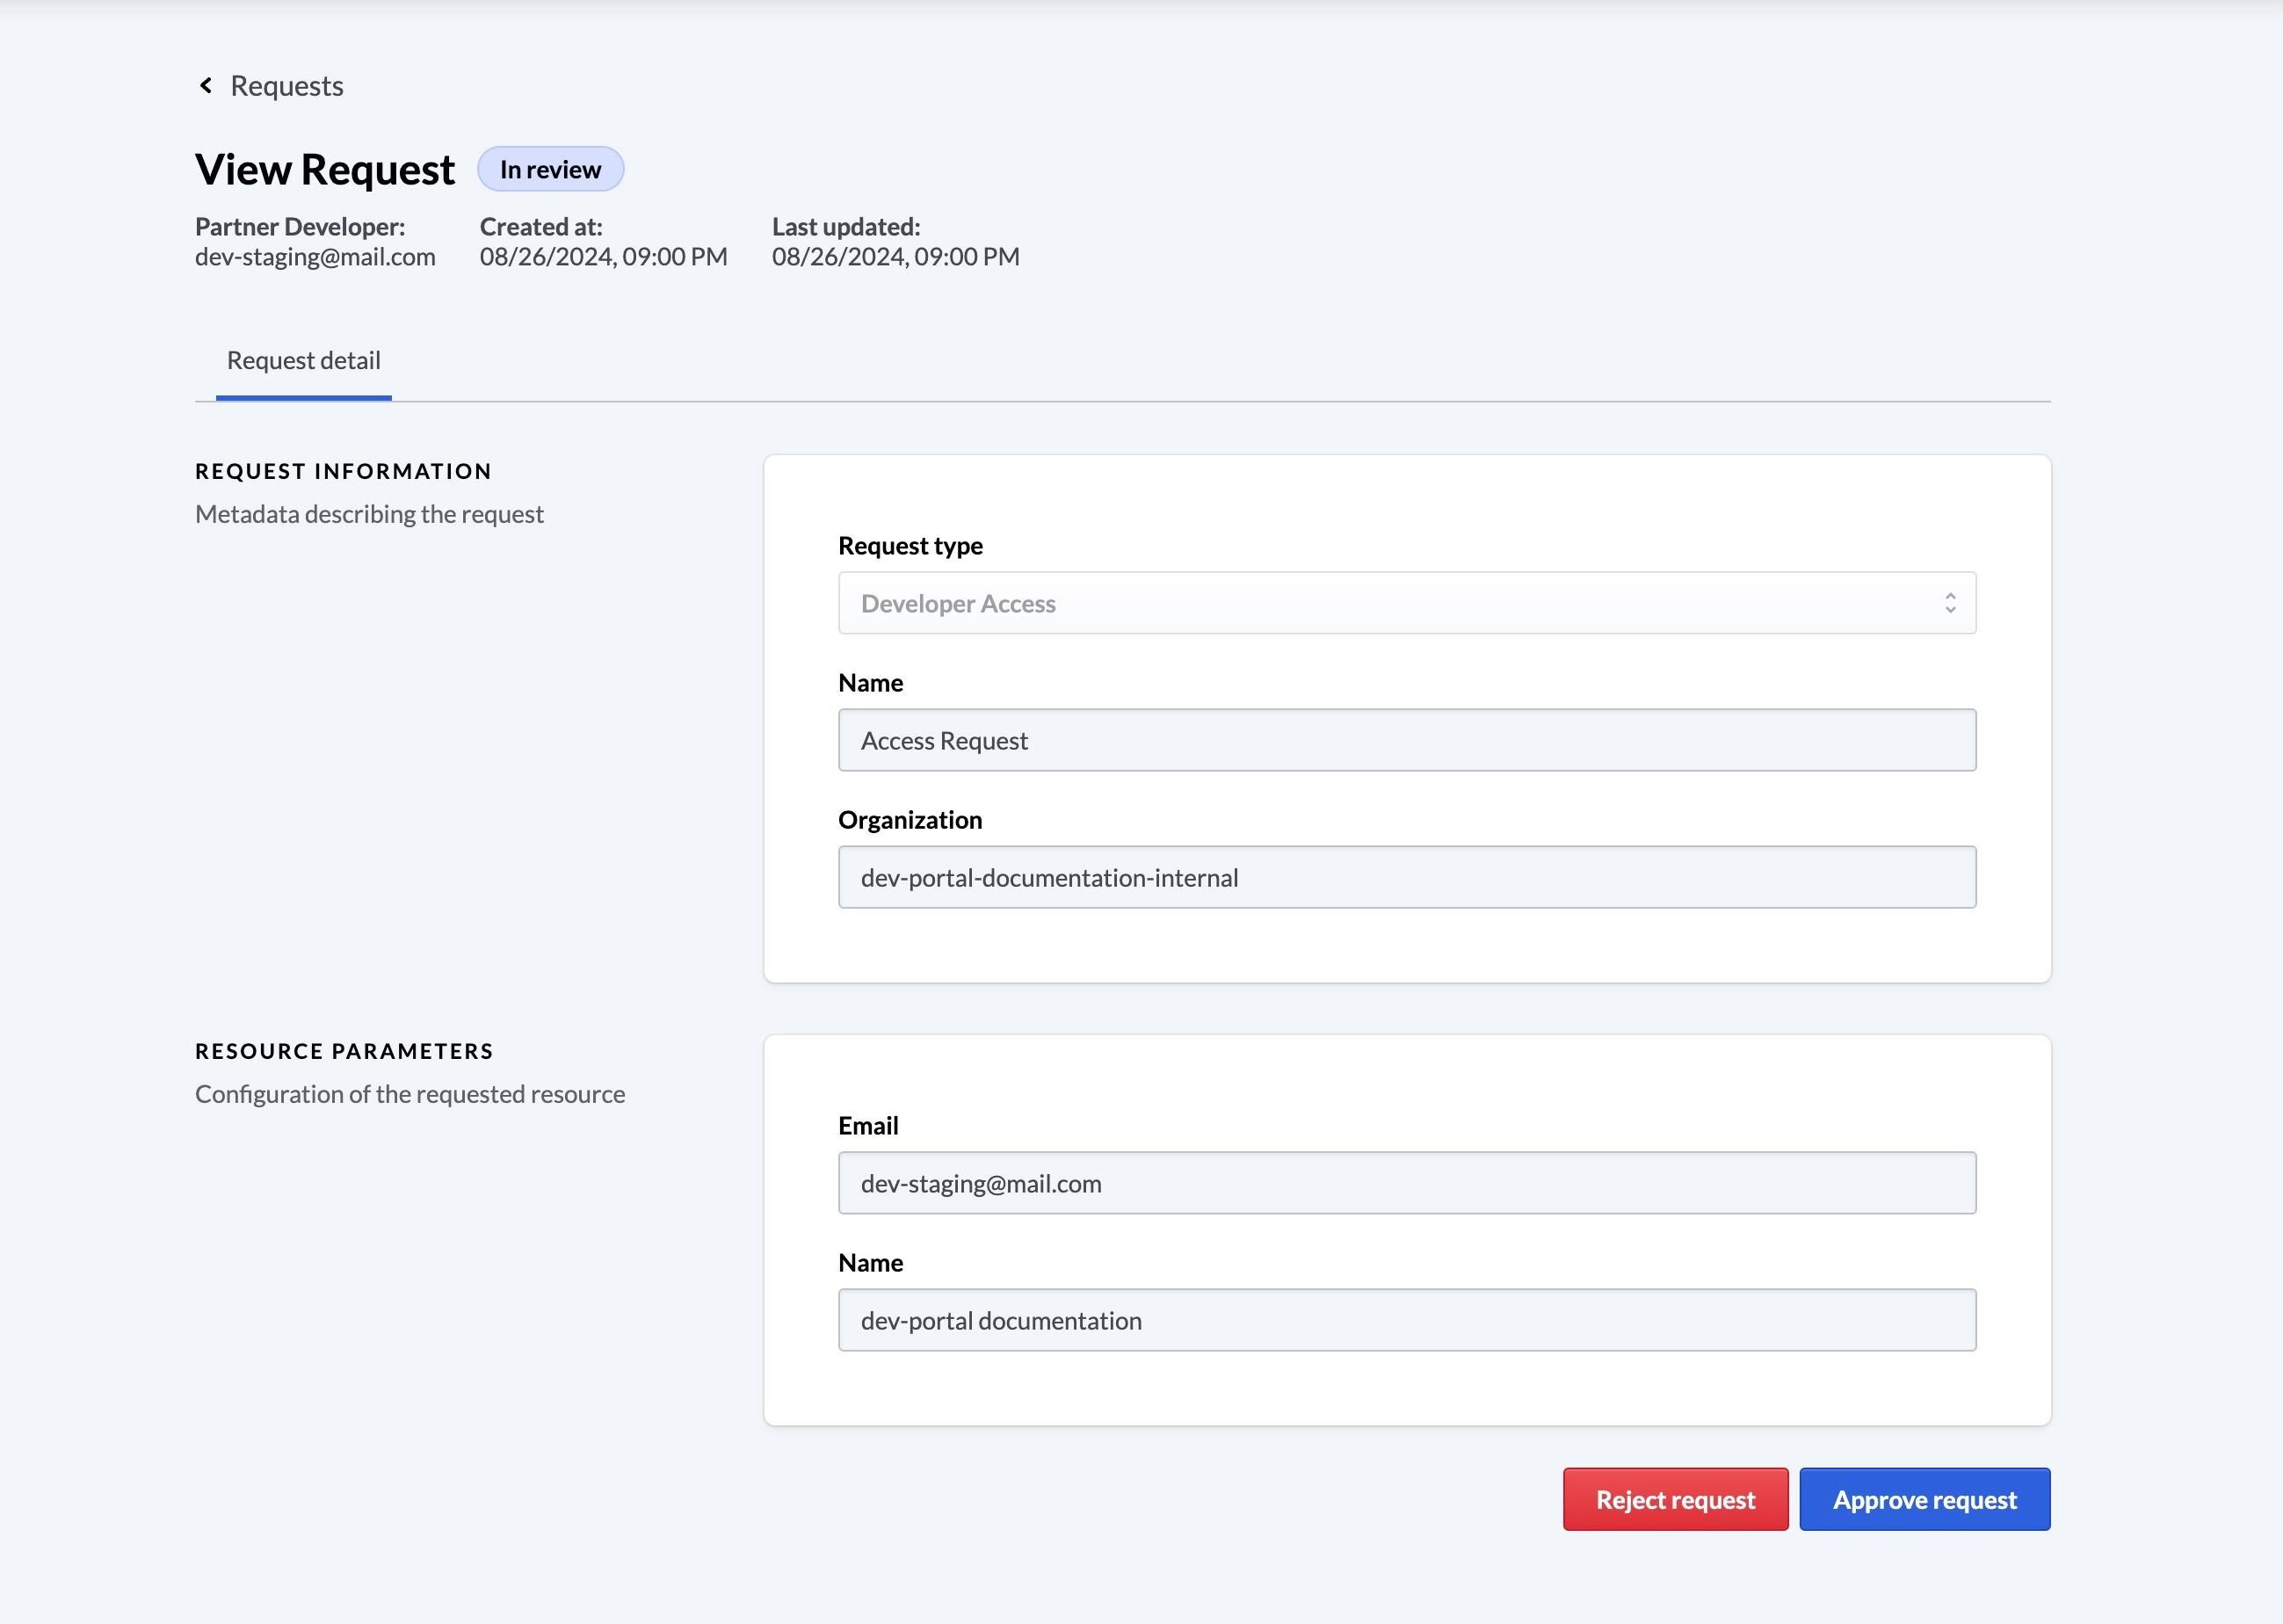 Requests
View Request
In review
Partner Developer:
dev-staging@mail.com
Created at:
08/26/2024, 09:00 PM
Last updated:
08/26/2024, 09:00 PM
Request detail
REQUEST INFORMATION
Metadata describing the request
Request type
Developer Access
Name
Access Request
Organization
dev-portal-documentation-internal
RESOURCE PARAMETERS
Configuration of the requested resource
Email
dev-staging@mail.com
Name
dev-portal documentation
Reject request
Approve request